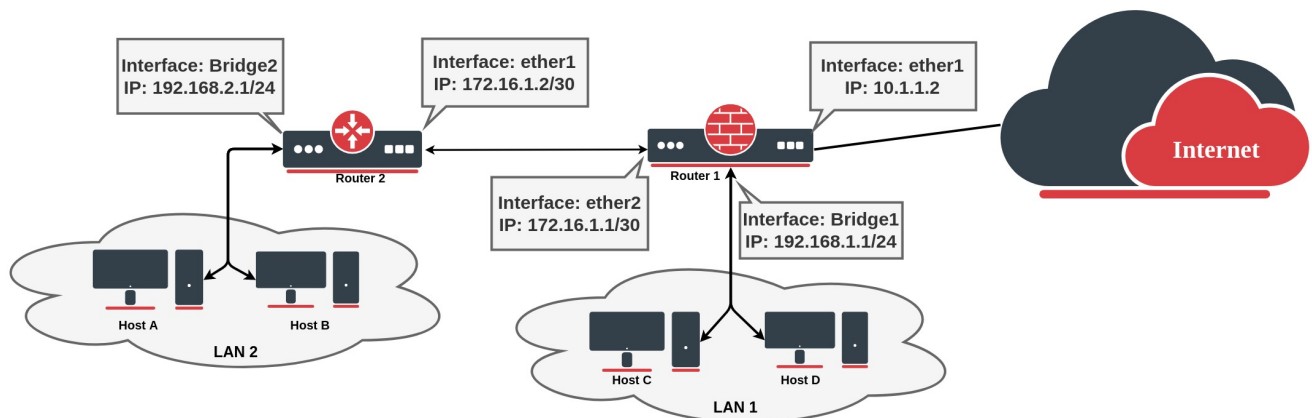 Interface: Bridge2
IP: 192.168.2.1/24
Interface: ether1
IP: 172.16.1.2/30
Interface: ether1
IP: 10.1.1.2
Internet
Router 2
Router 1
Interface: ether2
IP: 172.16.1.1/30
Interface: Bridge1
IP: 192.168.1.1/24
Host A
Host B
LAN 2
Host C
Host D
LAN 1